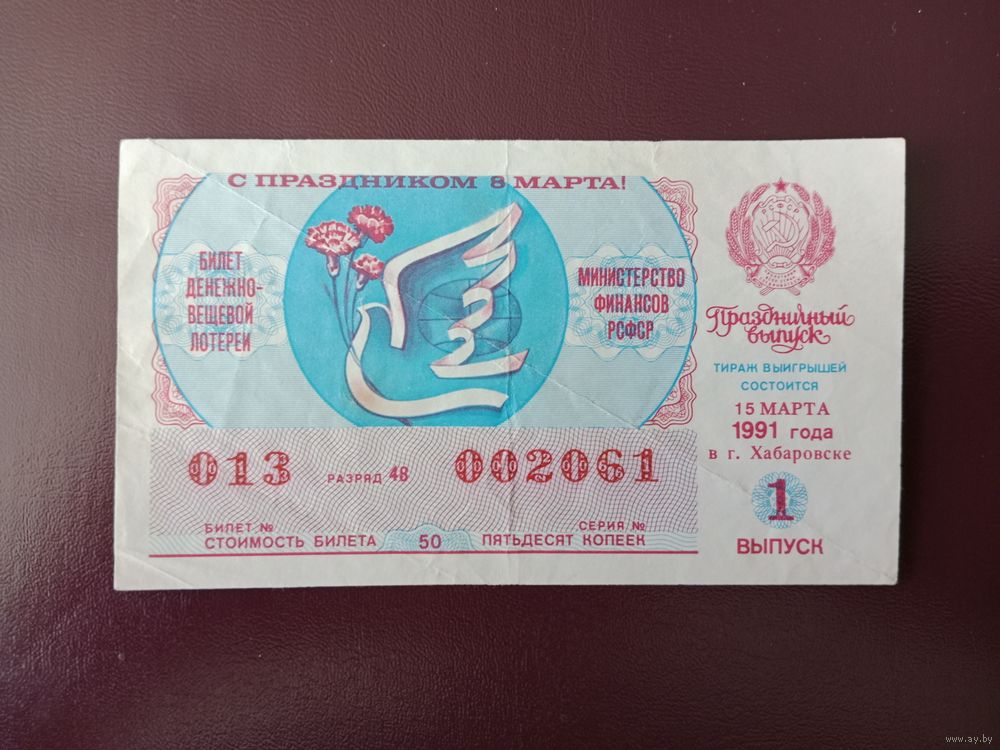 С ПРАЗДНИКОМ 8 МАРТА!
БИЛЕТ
ДЕНЕЖНО-
ВЕЩЕВОЙ
ЛОТЕРЕИ
МИНИСТЕРСТВО
ФИНАНСОВ
РСФСР
013 РАЗРЯД 48 002061
БИЛЕТ № СЕРИЯ №
СТОИМОСТЬ БИЛЕТА 50 ПЯТЬДЕСЯТ КОПЕЕК
РСФСР
Праздничный
выпуск
ТИРАЖ ВЫИГРЫШЕЙ
СОСТОИТСЯ
15 МАРТА
1991 года
в г. Хабаровске
1
ВЫПУСК
www.ay.by